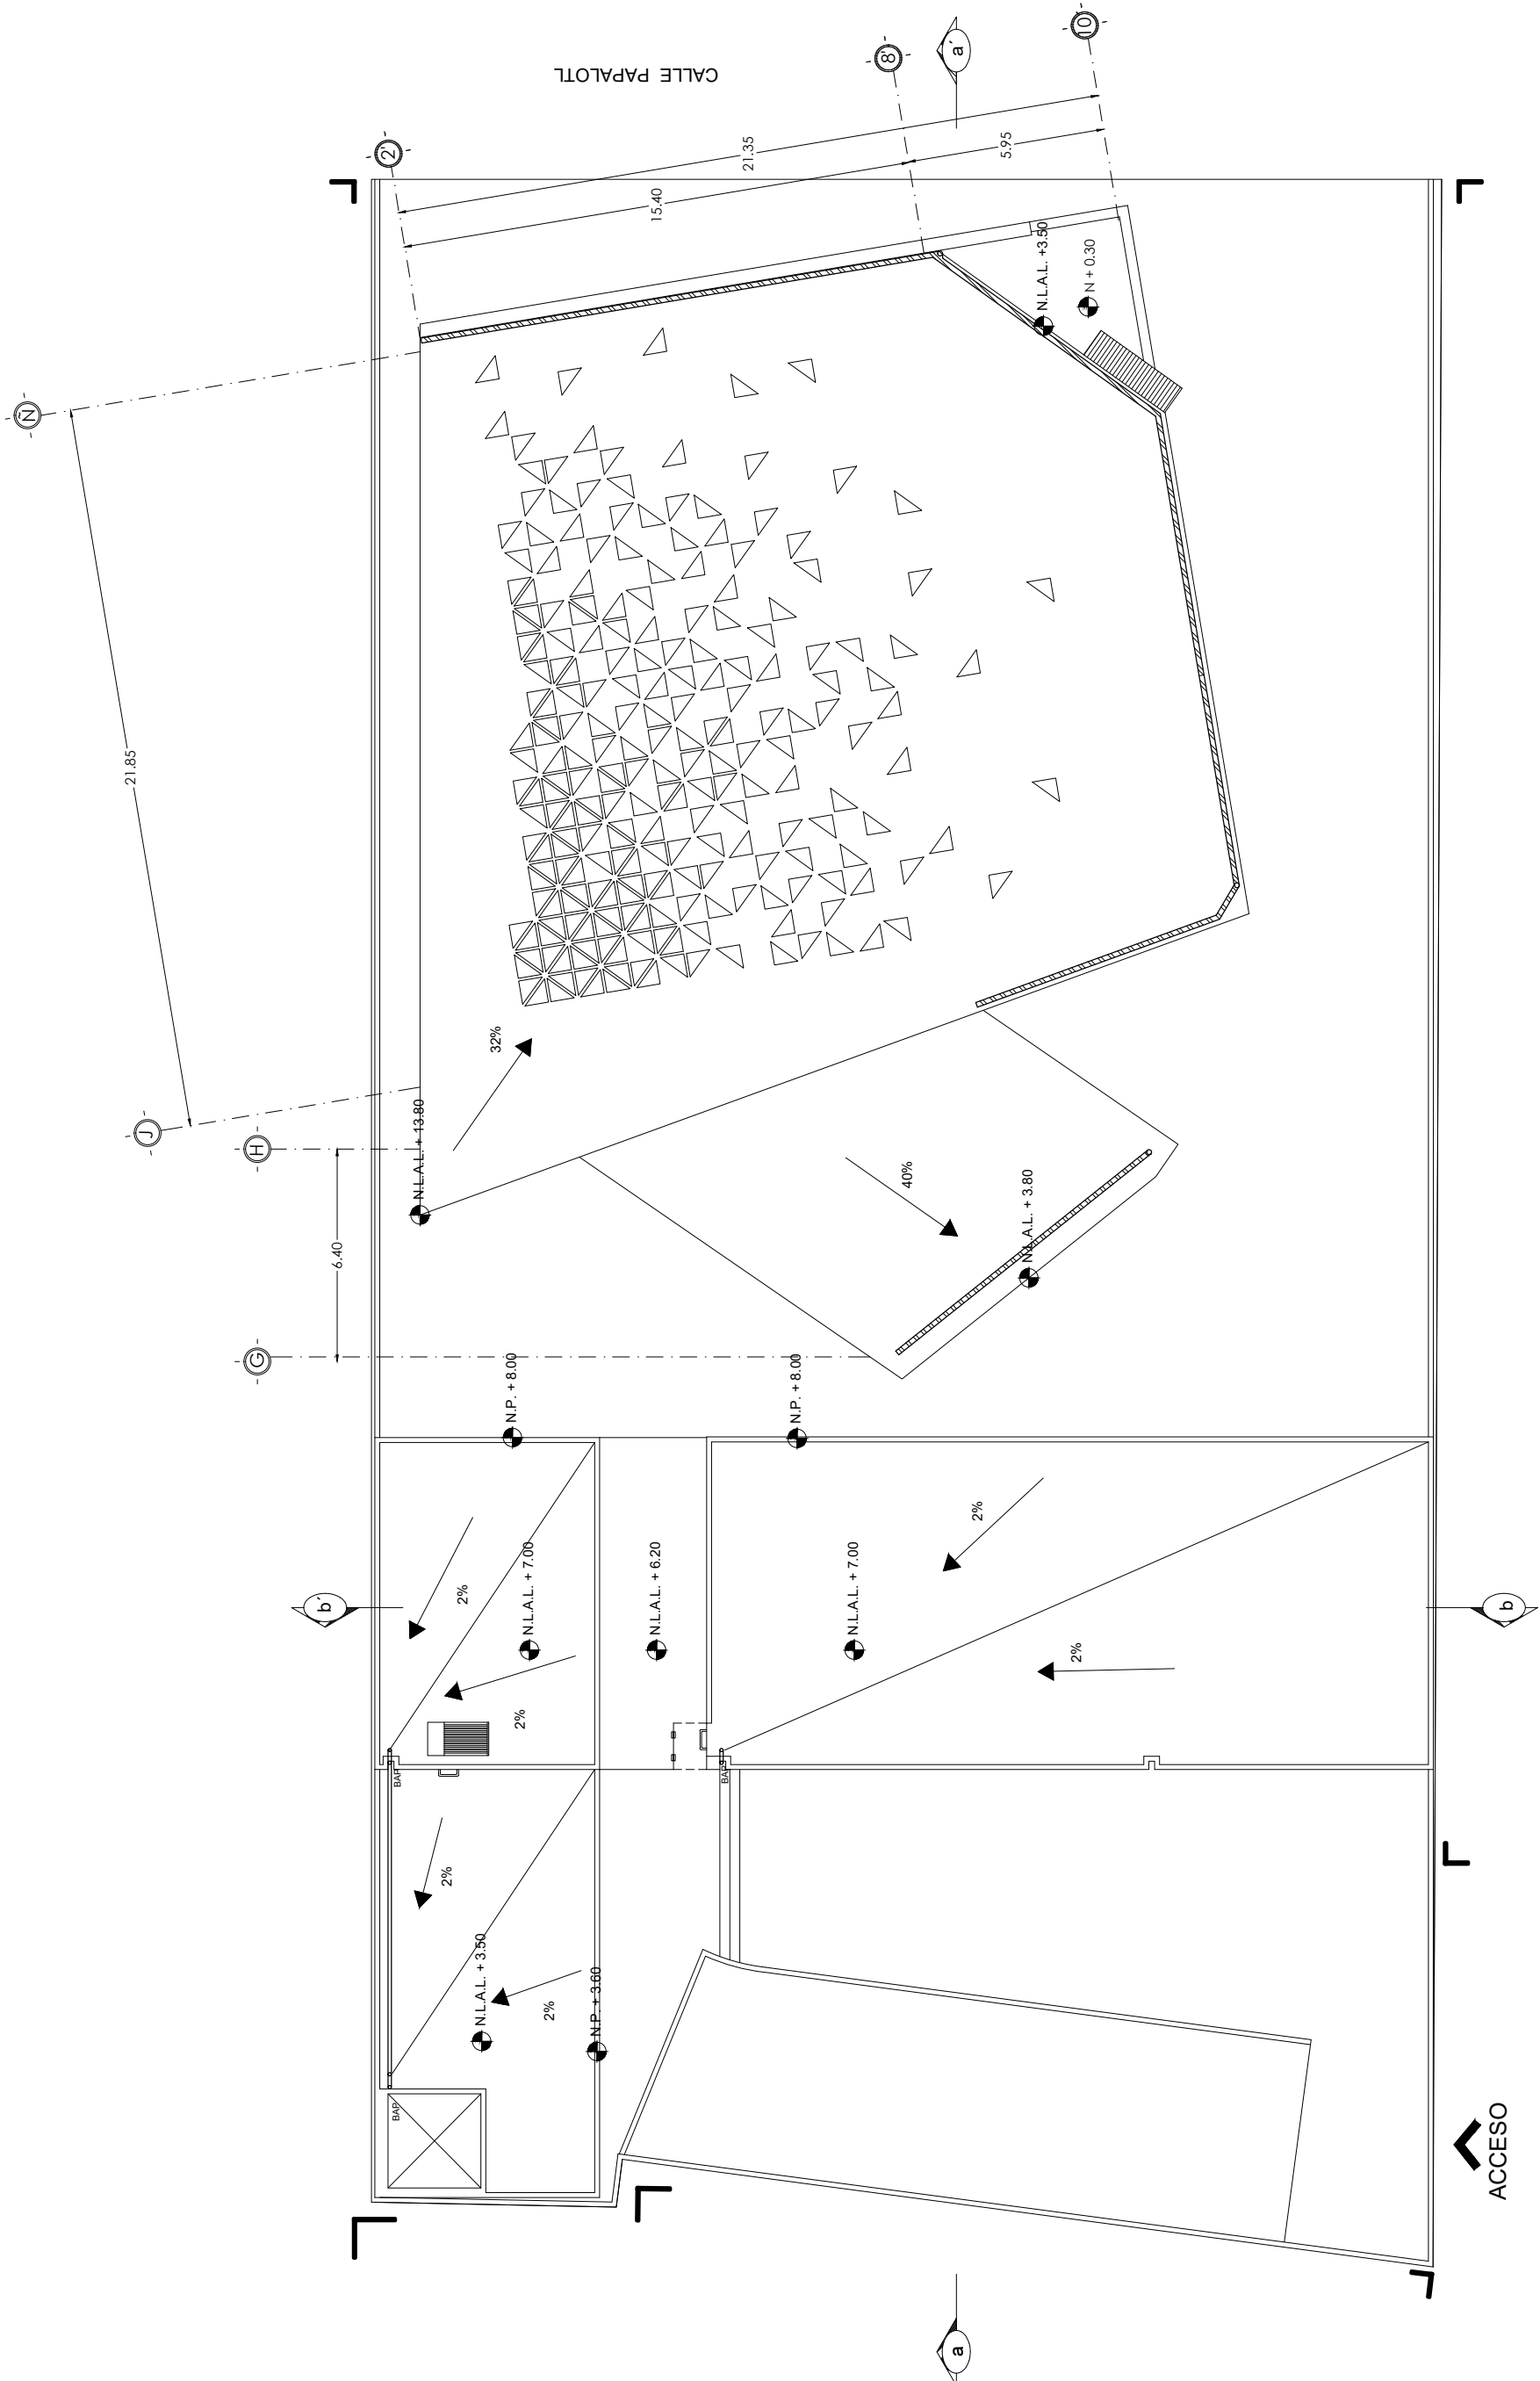 CALLE PAPALOTL
10'
8'
a´
2'
21.35
5.95
15.40
N.L.A.L. +3.50
N + 0.30
Ñ
21.85
32%
J
H
N.L.A.L. + 13.80
40%
N.L.A.L. + 3.80
6.40
G
N.P. + 8.00
N.P. + 8.00
2%
2%
N.L.A.L. + 7.00
N.L.A.L. + 6.20
N.L.A.L. + 7.00
b´
b
2%
2%
BAP
BAP
2%
N.L.A.L. + 3.50
N.P. + 3.60
2%
BAP
ACCESO
a